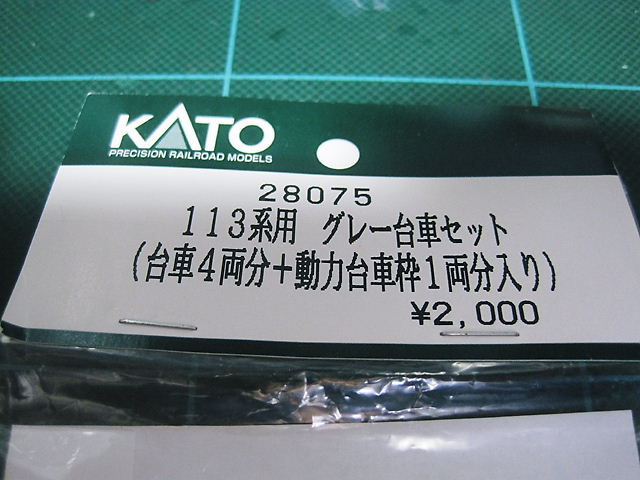 KATO
PRECISION RAILROAD MODELS
28075
113系用 グレー台車セット
(台車4両分+動力台車枠1両分入り)
¥2,000